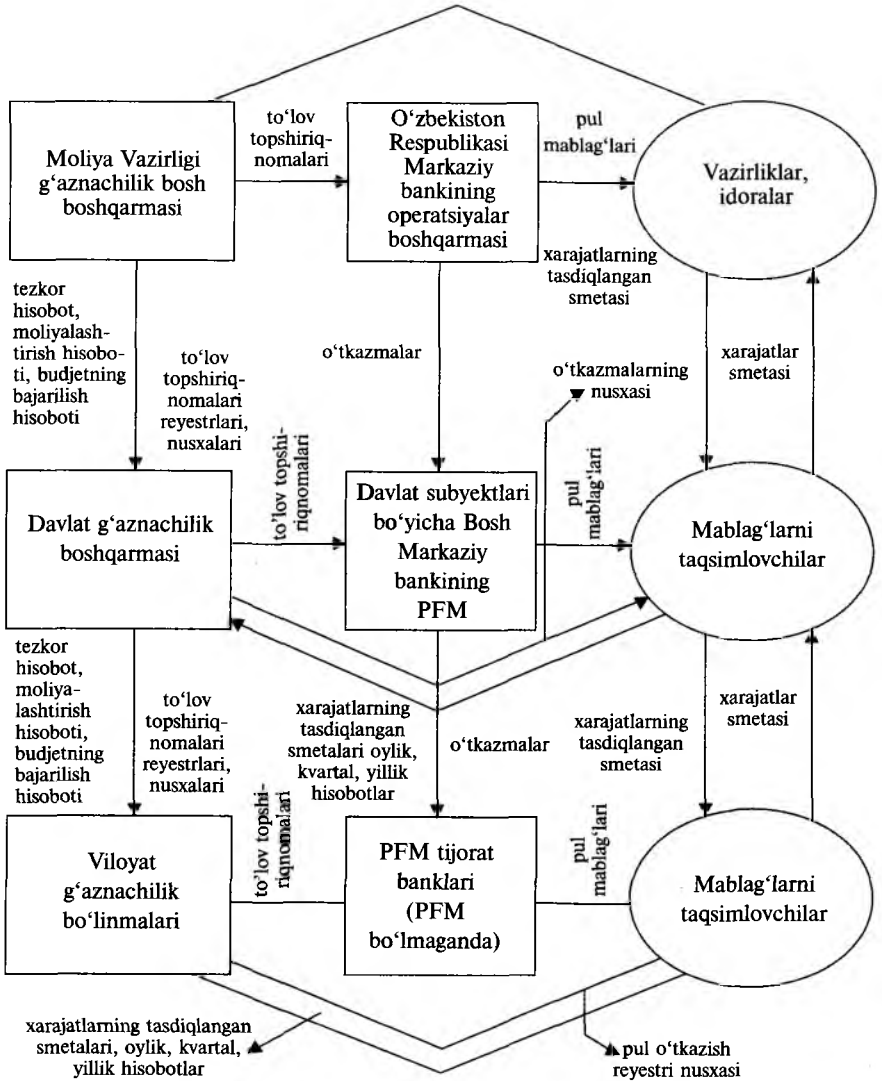 Moliya Vazirligi
g‘aznachilik bosh
boshqarmasi
to‘lov
topshiriq-
nomalari
O‘zbekiston
Respublikasi
Markaziy
bankining
operatsiyalar
boshqarmasi
pul
mablag‘lari
Vazirliklar,
idoralar
tezkor
hisobot,
moliyalash-
tirish hisobo-
ti, budjetning
bajarilish
hisoboti
to‘lov
topshiriq-
nomalari
reyestrlari,
nusxalari
o‘tkazmalar
xarajatlarning
tasdiqlangan
smetasi
o‘tkazmalarning
nusxasi
xarajatlar
smetasi
Davlat g‘aznachilik
boshqarmasi
to‘lov topshi-
riqnomalari
Davlat subyektlari
bo‘yicha Bosh
Markaziy
bankining
PFM
pul
mablag‘lari
Mablag‘larni
taqsimlovchilar
tezkor
hisobot,
moliya-
lashtirish
hisoboti,
budjetning
bajarilish
hisoboti
to‘lov
topshiriq-
nomalari
reyestrlari,
nusxalari
xarajatlarning
tasdiqlangan
smetalari oylik,
kvartal, yillik
hisobotlar
o‘tkazmalar
xarajatlarning
tasdiqlangan
smetasi
xarajatlar
smetasi
Viloyat
g‘aznachilik
bo‘linmalari
to‘lov topshi-
riqnomalari
PFM tijorat
banklari
(PFM
bo‘lmaganda)
pul
mablag‘lari
Mablag‘larni
taqsimlovchilar
xarajatlarning tasdiqlangan
smetalari, oylik, kvartal,
yillik hisobotlar
pul o‘tkazish
reyestri nusxasi